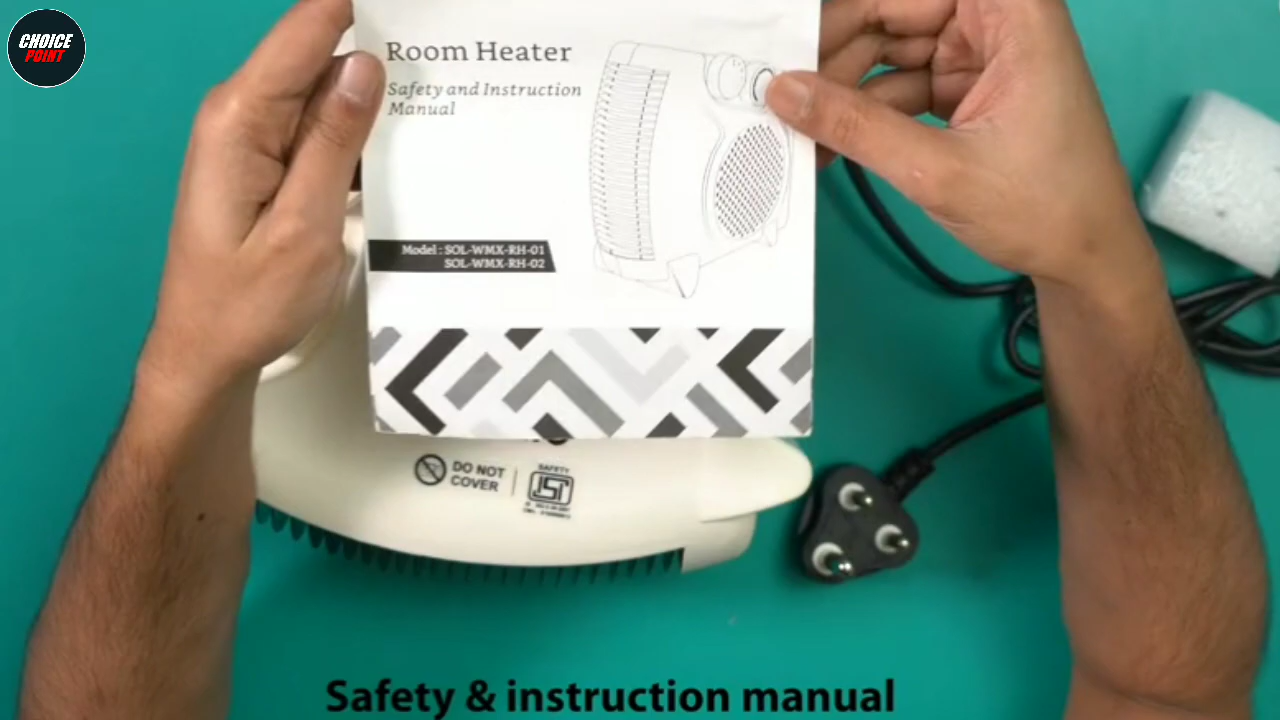 CHOICE
POINT
Room Heater
Safety and Instruction
Manual
Model : SOL-WMX-RH-01
SOL-WMX-RH-02
DO NOT
COVER
SAFETY
ISI
Safety & instruction manual